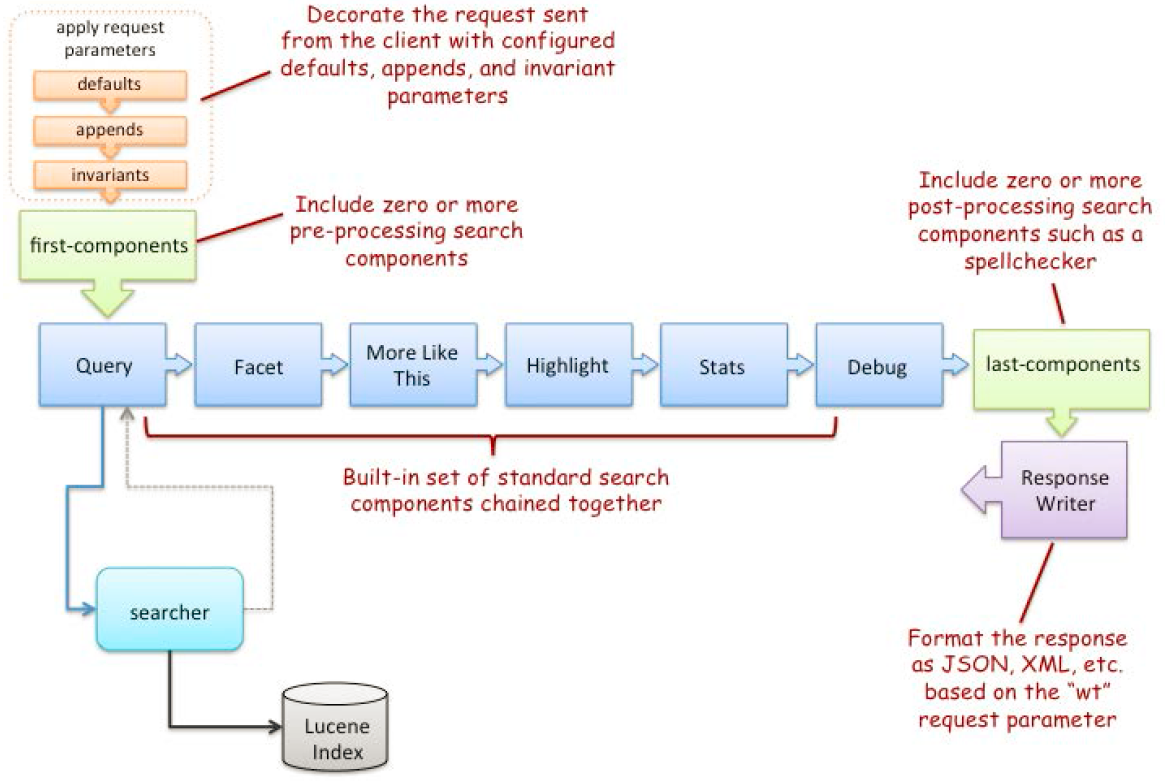 apply request
parameters
defaults
appends
invariants
Decorate the request sent
from the client with configured
defaults, appends, and invariant
parameters
first-components
Include zero or more
pre-processing search
components
Include zero or more
post-processing search
components such as a
spellchecker
Query
Facet
More Like
This
Highlight
Stats
Debug
last-components
Built-in set of standard search
components chained together
Response
Writer
searcher
Lucene
Index
Format the response
as JSON, XML, etc.
based on the “wt”
request parameter